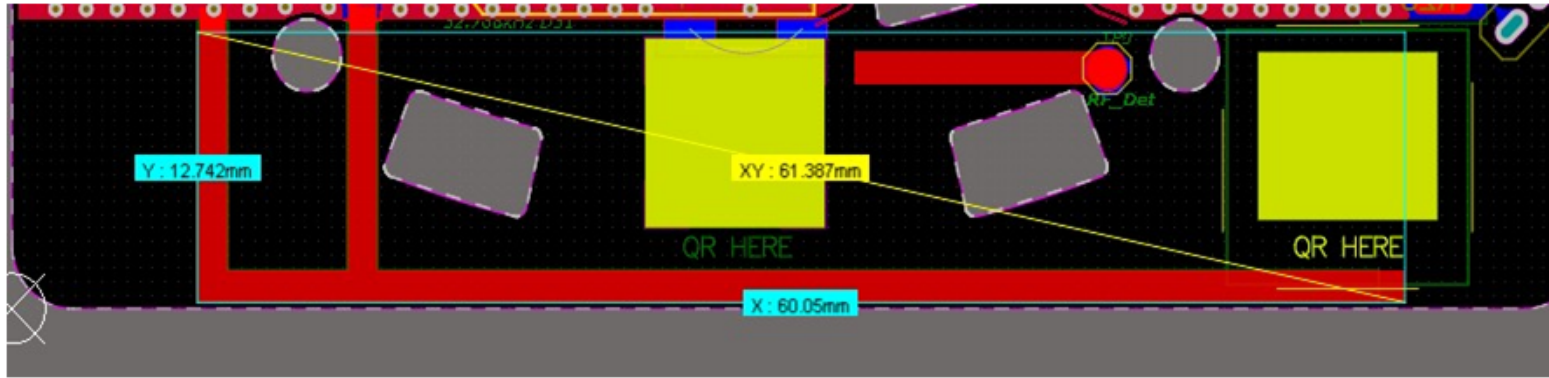 32.768kHz D31
RF_Det
Y : 12.742mm
XY : 61.387mm
QR HERE
QR HERE
X : 60.05mm